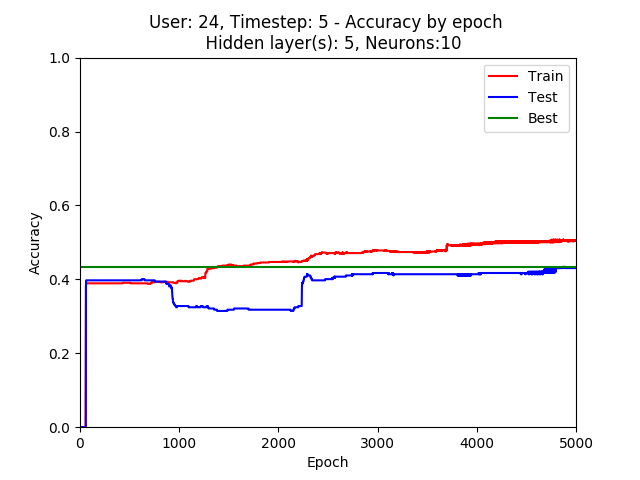 User: 24, Timestep: 5 - Accuracy by epoch
Hidden layer(s): 5, Neurons:10
1.0
0.8
0.6
0.4
0.2
0.0
Accuracy
Train
Test
Best
0 1000 2000 3000 4000 5000
Epoch